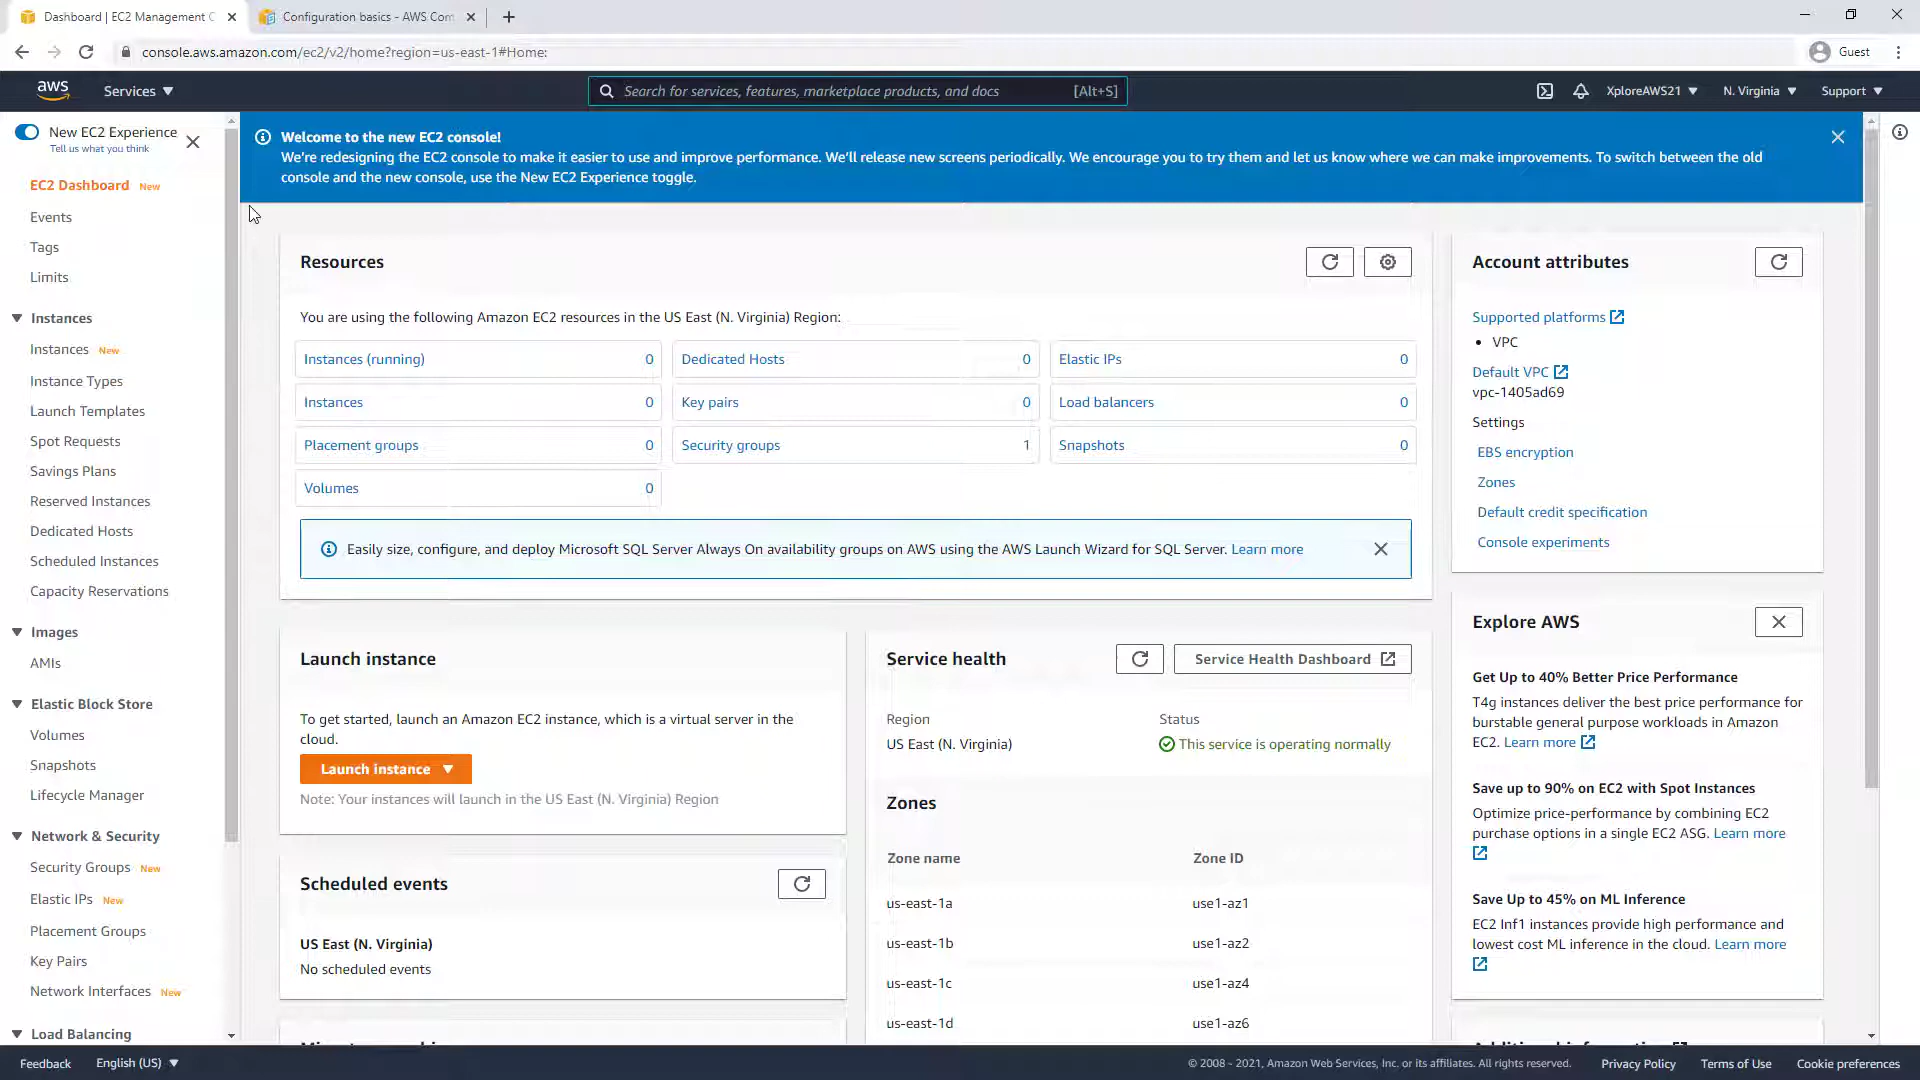 Dashboard | EC2 Management C
Configuration basics - AWS Com
console.aws.amazon.com/ec2/v2/home?region=us-east-1#Home:
Guest
aws
Services
Search for services, features, marketplace products, and docs
[Alt+S]
XploreAWS21
N. Virginia
Support
New EC2 Experience
Tell us what you think
EC2 Dashboard New
Events
Tags
Limits
Instances
Instances New
Instance Types
Launch Templates
Spot Requests
Savings Plans
Reserved Instances
Dedicated Hosts
Scheduled Instances
Capacity Reservations
Images
AMIs
Elastic Block Store
Volumes
Snapshots
Lifecycle Manager
Network & Security
Security Groups New
Elastic IPs New
Placement Groups
Key Pairs
Network Interfaces New
Load Balancing
Welcome to the new EC2 console!
We're redesigning the EC2 console to make it easier to use and improve performance. We'll release new screens periodically. We encourage you to try them and let us know where we can make improvements. To switch between the old
console and the new console, use the New EC2 Experience toggle.
Resources
You are using the following Amazon EC2 resources in the US East (N. Virginia) Region:
Instances (running) 0
Dedicated Hosts 0
Elastic IPs 0
Instances 0
Key pairs 0
Load balancers 0
Placement groups 0
Security groups 1
Snapshots 0
Volumes 0
Easily size, configure, and deploy Microsoft SQL Server Always On availability groups on AWS using the AWS Launch Wizard for SQL Server. Learn more
Launch instance
To get started, launch an Amazon EC2 instance, which is a virtual server in the
cloud.
Launch instance
Note: Your instances will launch in the US East (N. Virginia) Region
Scheduled events
US East (N. Virginia)
No scheduled events
Service health
Service Health Dashboard
Region
Status
US East (N. Virginia)
This service is operating normally
Zones
Zone name
Zone ID
us-east-1a
use1-az1
us-east-1b
use1-az2
us-east-1c
use1-az4
us-east-1d
use1-az6
Account attributes
Supported platforms
VPC
Default VPC
vpc-1405ad69
Settings
EBS encryption
Zones
Default credit specification
Console experiments
Explore AWS
Get Up to 40% Better Price Performance
T4g instances deliver the best price performance for
burstable general purpose workloads in Amazon
EC2. Learn more
Save up to 90% on EC2 with Spot Instances
Optimize price-performance by combining EC2
purchase options in a single EC2 ASG. Learn more
Save Up to 45% on ML Inference
EC2 Inf1 instances provide high performance and
lowest cost ML inference in the cloud. Learn more
Feedback
English (US)
© 2008 - 2021, Amazon Web Services, Inc. or its affiliates. All rights reserved.
Privacy Policy
Terms of Use
Cookie preferences